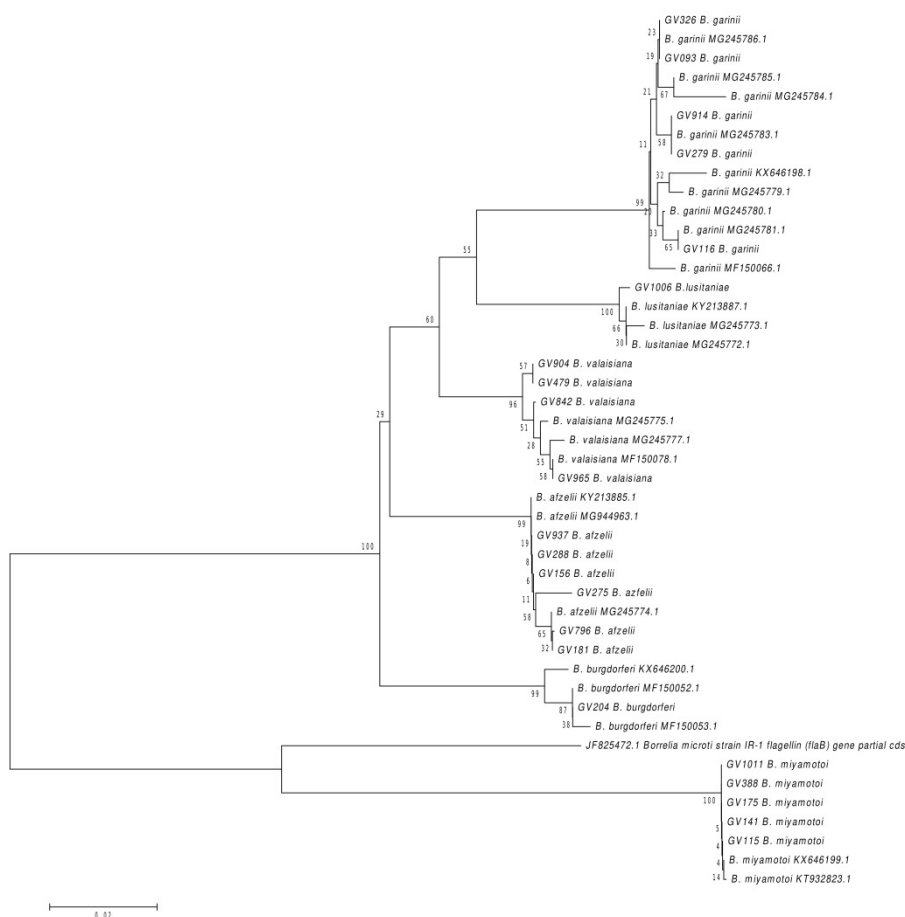 GV326 B. garinii
23
B. garinii MG245786.1
19
GV093 B. garinii
B. garinii MG245785.1
21
67
B. garinii MG245784.1
GV914 B. garinii
B. garinii MG245783.1
11
58
GV279 B. garinii
B. garinii KX646198.1
32
B. garinii MG245779.1
99
B. garinii MG245780.1
B. garinii MG245781.1
33
65
GV116 B. garinii
55
B. garinii MF150066.1
GV1006 B.lusitaniae
100
B. lusitaniae KY213887.1
60
B. lusitaniae MG245773.1
66
30
B. lusitaniae MG245772.1
57
GV904 B. valaisiana
GV479 B. valaisiana
96
GV842 B. valaisiana
29
51
B. valaisiana MG245775.1
28
B. valaisiana MG245777.1
55
B. valaisiana MF150078.1
58
GV965 B. valaisiana
B. afzelii KY213885.1
99
B. afzelii MG944963.1
19
GV937 B. afzelii
100
8
GV288 B. afzelii
6
GV156 B. afzelii
11
GV275 B. azfelii
58
B. afzelii MG245774.1
65
GV796 B. afzelii
32
GV181 B. afzelii
B. burgdorferi KX646200.1
99
B. burgdorferi MF150052.1
87
GV204 B. burgdorferi
38
B. burgdorferi MF150053.1
JF825472.1 Borrelia microti strain IR-1 flagellin (flaB) gene partial cds
GV1011 B. miyamotoi
GV388 B. miyamotoi
100
GV175 B. miyamotoi
GV141 B. miyamotoi
5
GV115 B. miyamotoi
4
B. miyamotoi KX646199.1
4
14
B. miyamotoi KT932823.1
0.02